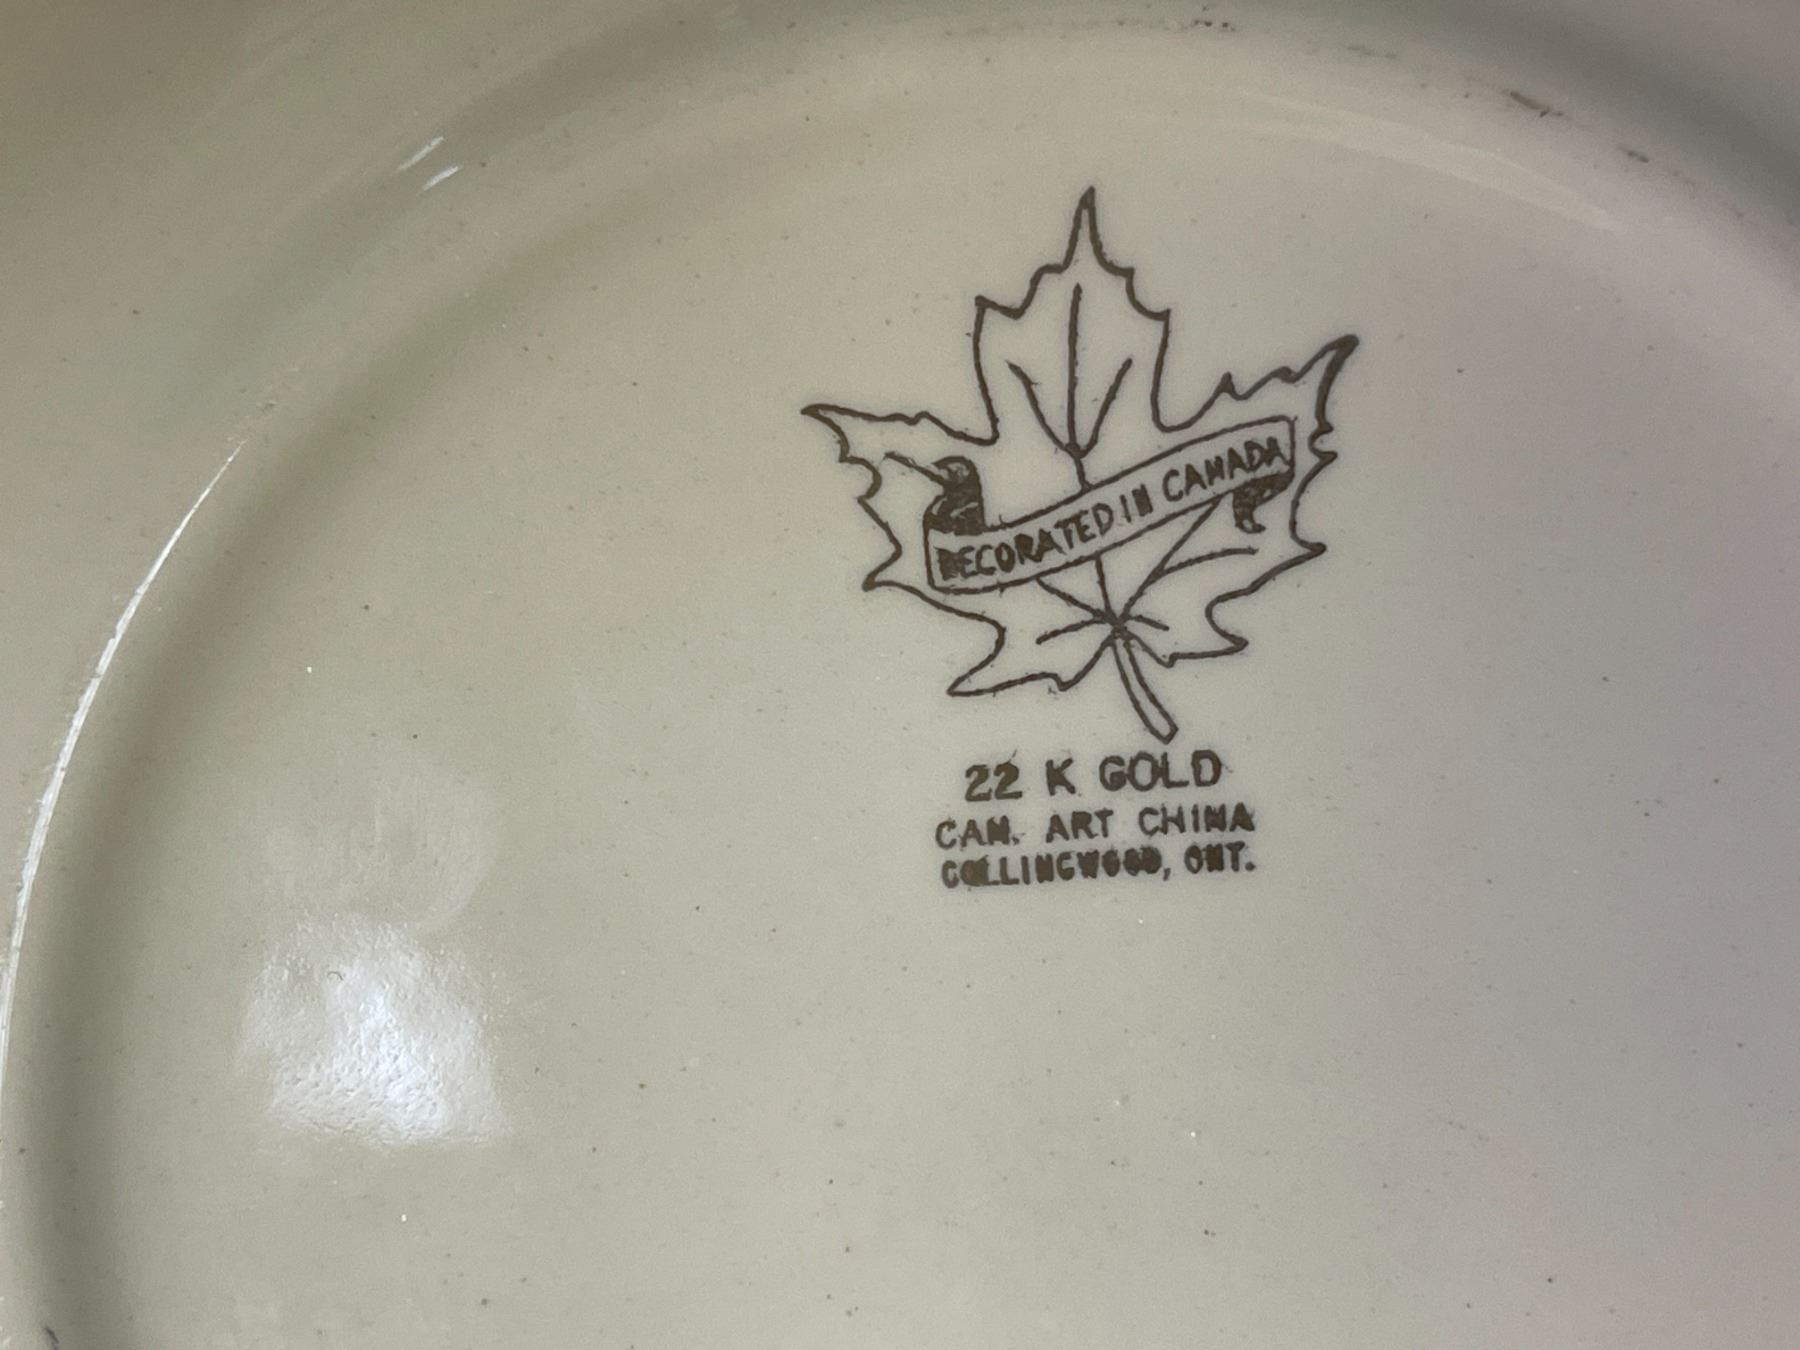 DECORATED IN CANADA
22 K GOLD
CAN. ART CHINA
COLLINGWOOD, ONT.